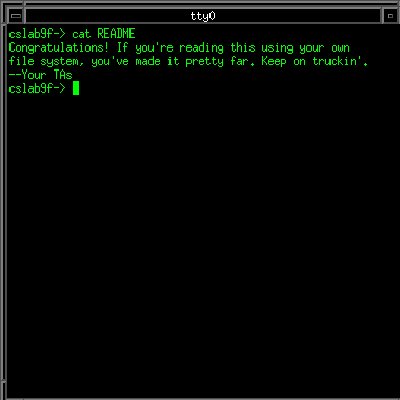 tty0
cslab9f-> cat README
Congratulations! If you're reading this using your own
file system, you've made it pretty far. Keep on truckin'.
--Your TAs
cslab9f->